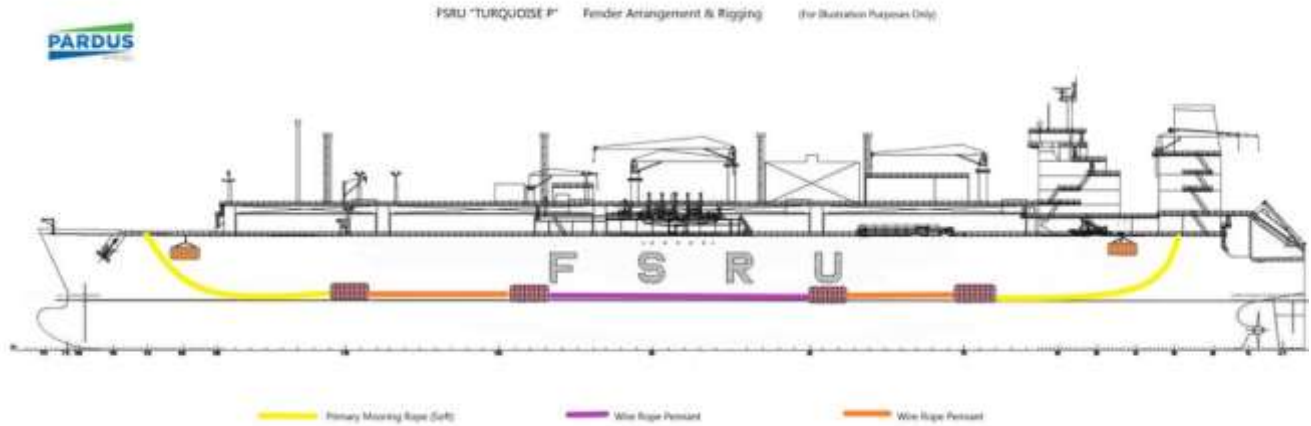 FSRU "TURQUOISE P" Fender Arrangement & Rigging (For Illustration Purposes Only)
PARDUS
F S R U
Primary Mooring Rope (Soft) Wire Rope Pennant Wire Rope Pennant